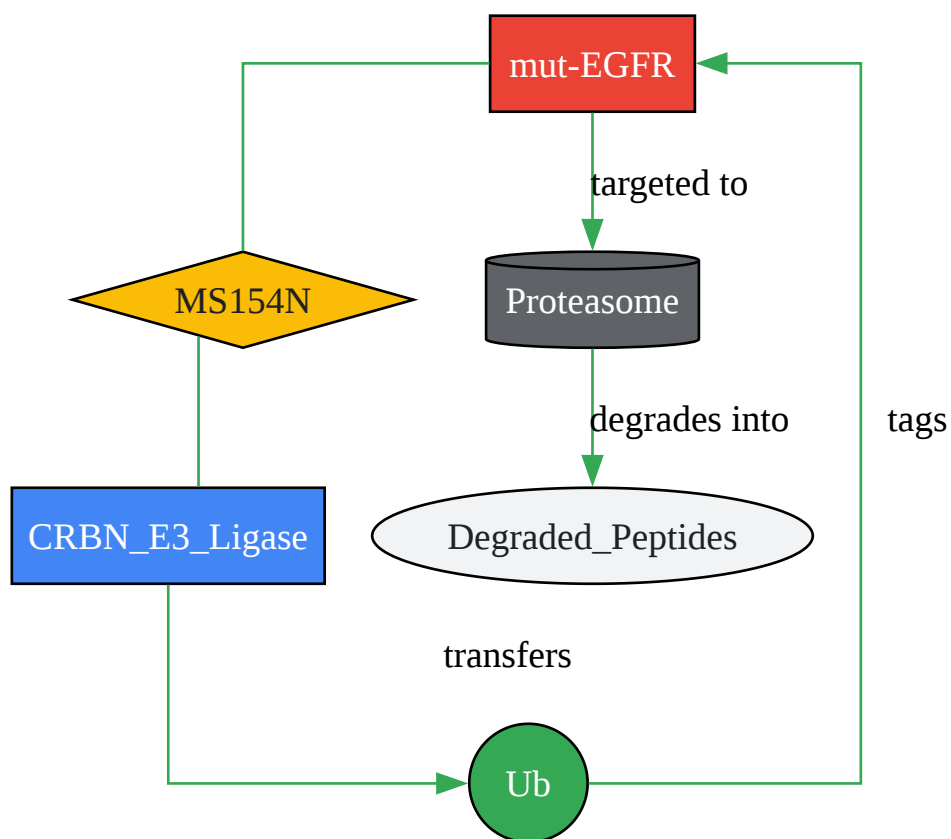 mut-EGFR
targeted to
MS154N
Proteasome
degrades into
tags
CRBN_E3_Ligase
Degraded_Peptides
transfers
Ub